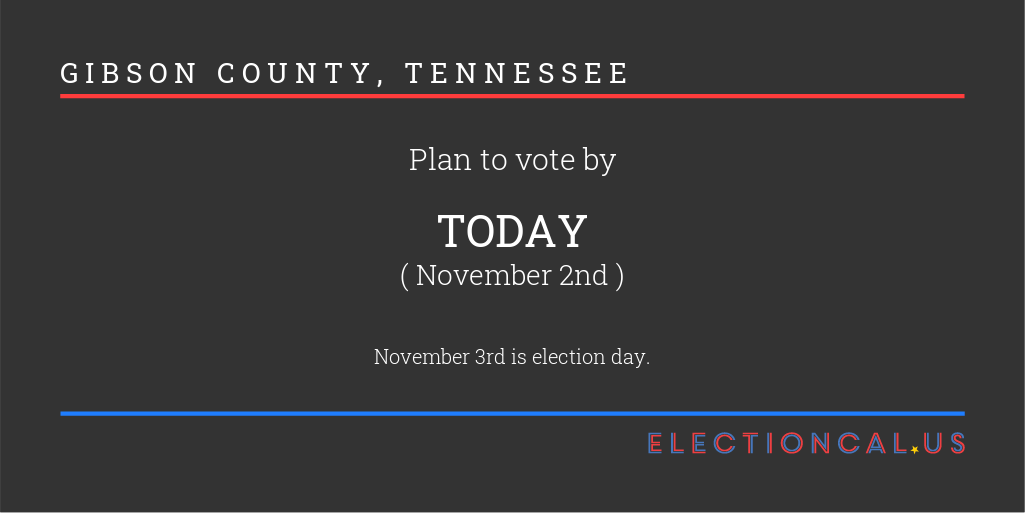 GIBSON COUNTY, TENNESSEE
Plan to vote by
TODAY
( November 2nd )
November 3rd is election day.
ELECTIONCAL.US